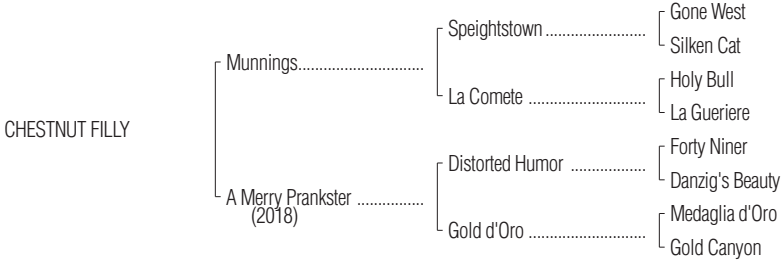 Gone West
Speightstown
Silken Cat
Munnings
Holy Bull
La Comete
La Gueriere
CHESTNUT FILLY
Forty Niner
Distorted Humor
Danzig's Beauty
A Merry Prankster
(2018)
Medaglia d'Oro
Gold d'Oro
Gold Canyon